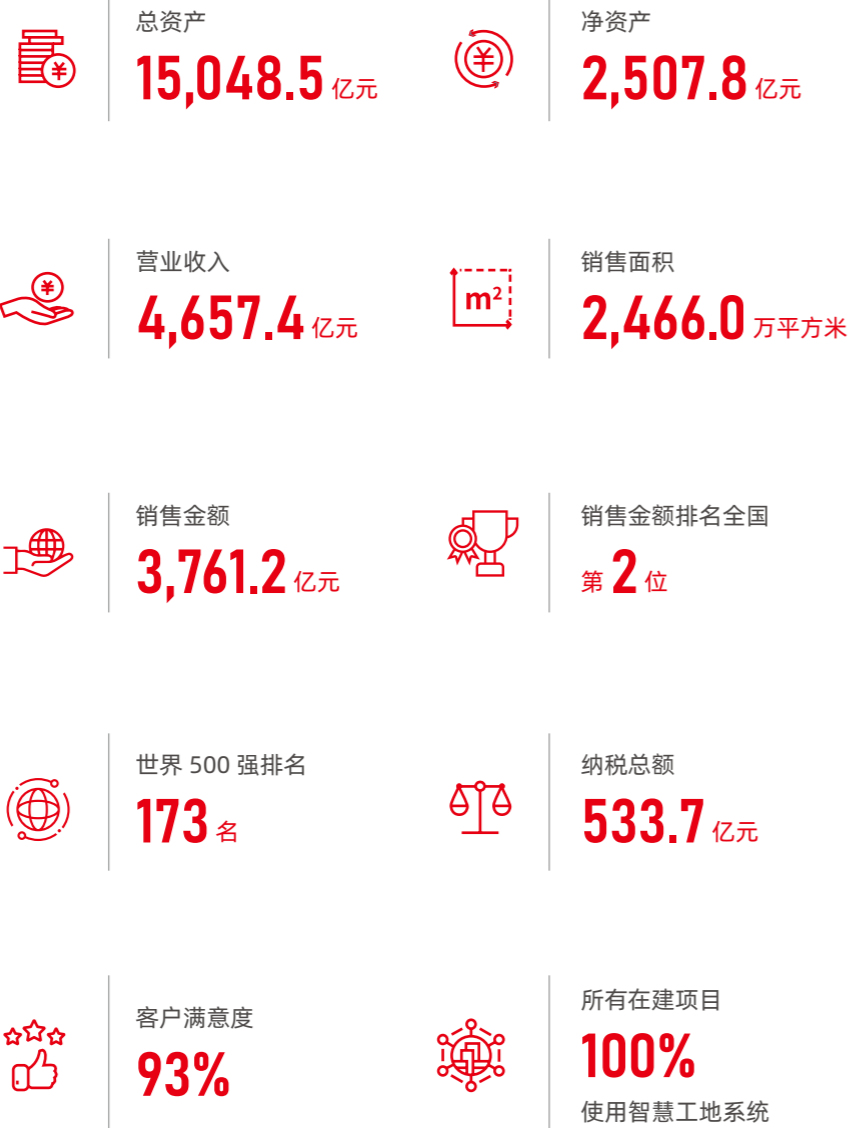 总资产
15,048.5 亿元
净资产
2,507.8 亿元
营业收入
4,657.4 亿元
m²
销售面积
2,466.0 万平方米
销售金额
3,761.2 亿元
销售金额排名全国
第 2 位
世界 500 强排名
173 名
纳税总额
533.7 亿元
客户满意度
93%
所有在建项目
100%
使用智慧工地系统